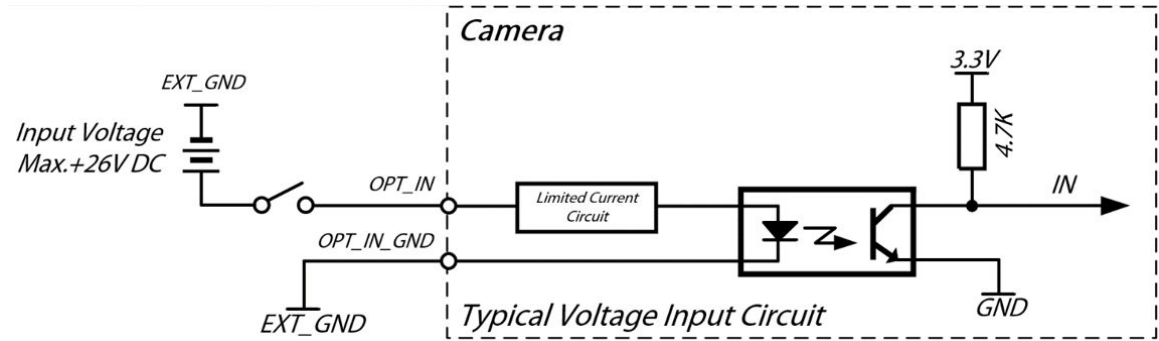 Camera
3.3V
EXT_GND
4.7K
Input Voltage
Max.+26V DC
OPT_IN
Limited Current
Circuit
IN
OPT_IN_GND
EXT_GND
Typical Voltage Input Circuit
GND